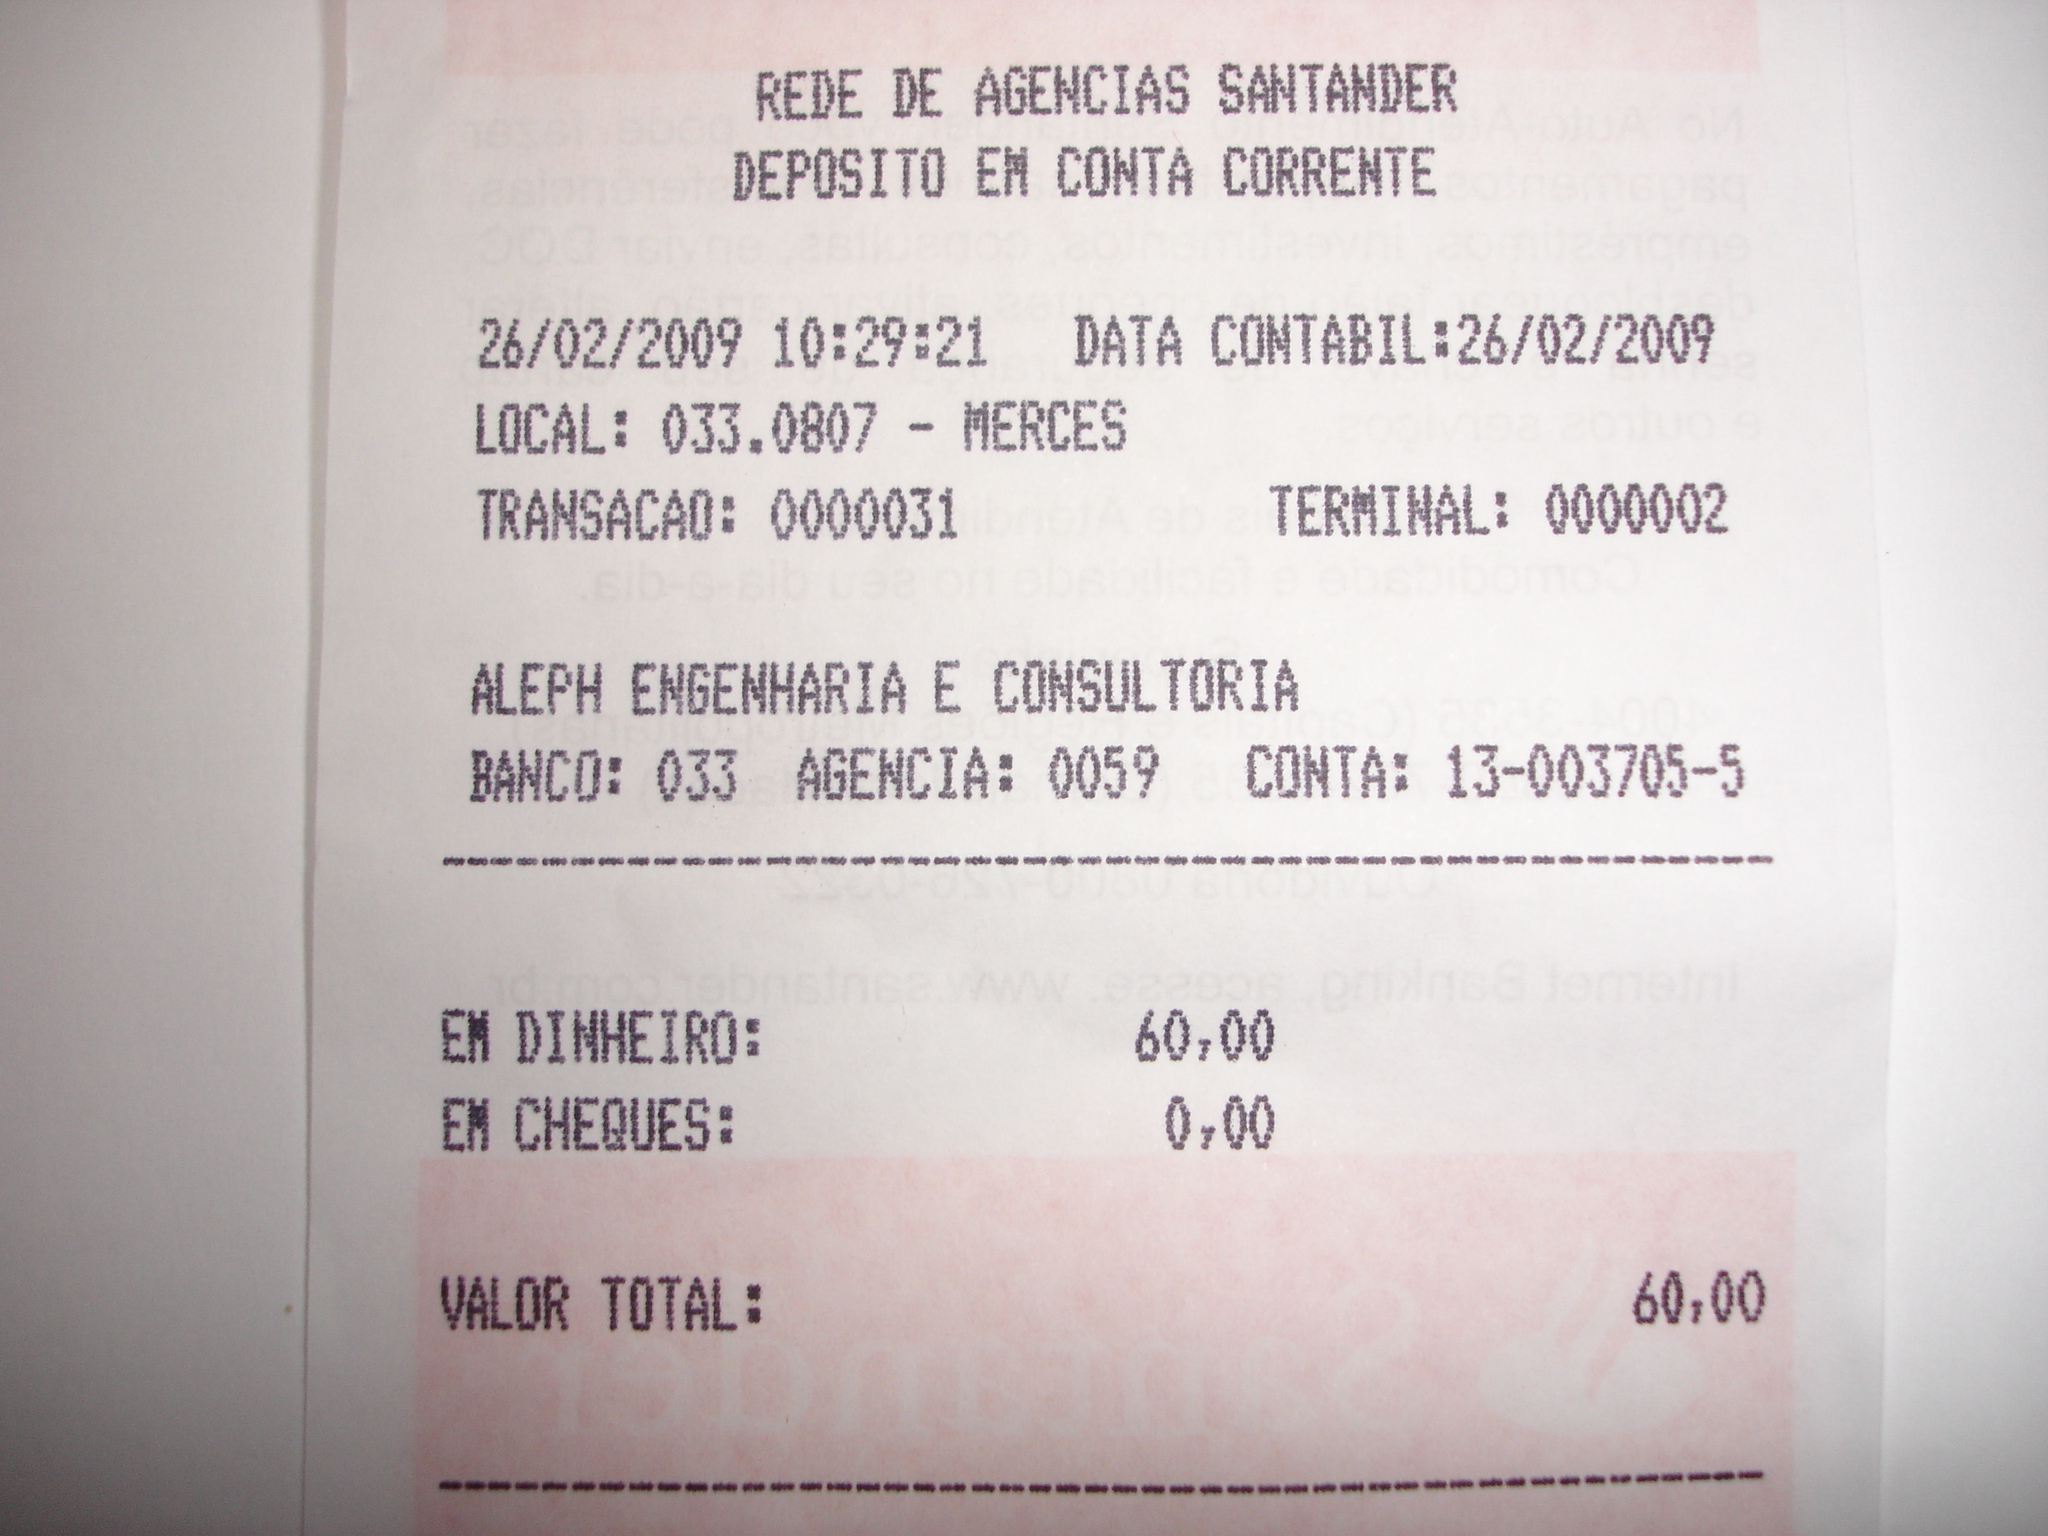 REDE DE AGENCIAS SANTANDER
DEPOSITO EM CONTA CORRENTE
26/02/2009 10:29:21 DATA CONTABIL:26/02/2009
LOCAL: 033.0807 - MERCES
TRANSACAO: 0000031 TERMINAL: 0000002
ALEPH ENGENHARIA E CONSULTORIA
BANCO: 033 AGENCIA: 0059 CONTA: 13-003705-5
EM DINHEIRO: 60,00
EM CHEQUES: 0,00
VALOR TOTAL: 60,00